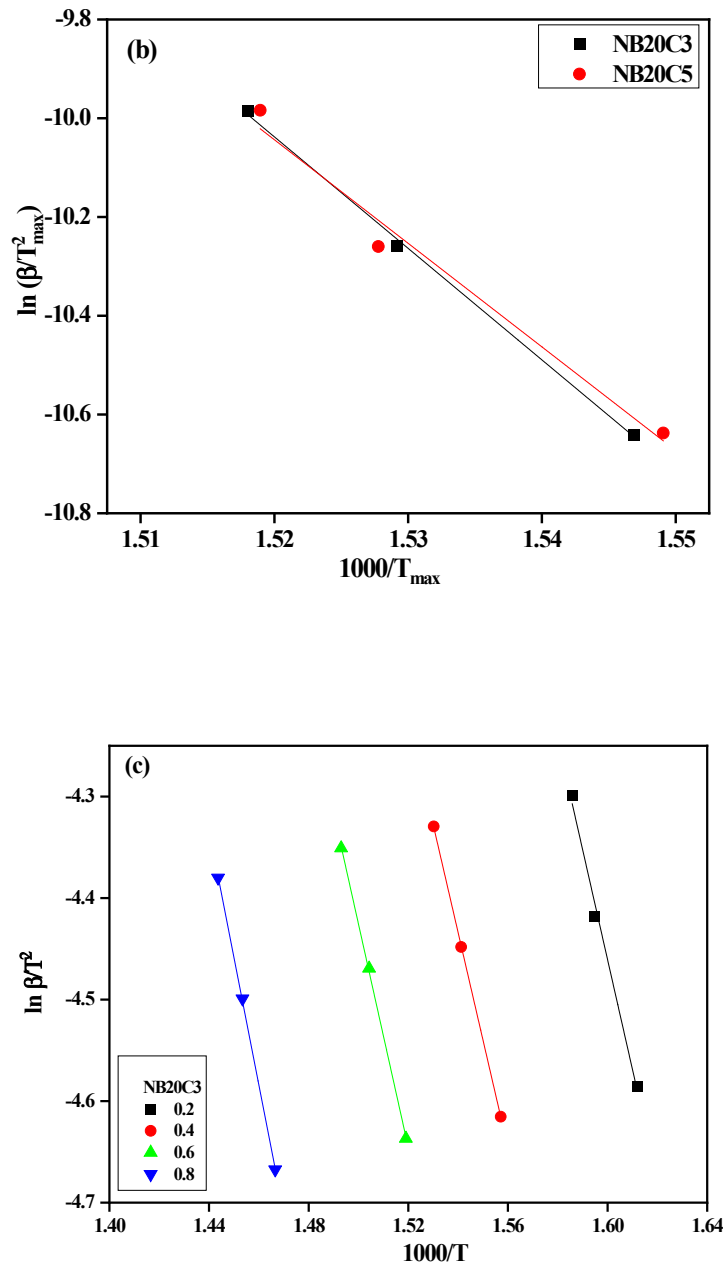 (b)
NB20C3
NB20C5
-9.8
-10.0
-10.2
-10.4
-10.6
-10.8
ln (β/T²max)
1.51 1.52 1.53 1.54 1.55
1000/Tmax
(c)
-4.3
-4.4
-4.5
-4.6
-4.7
ln β/T²
NB20C3
0.2
0.4
0.6
0.8
1.40 1.44 1.48 1.52 1.56 1.60 1.64
1000/T